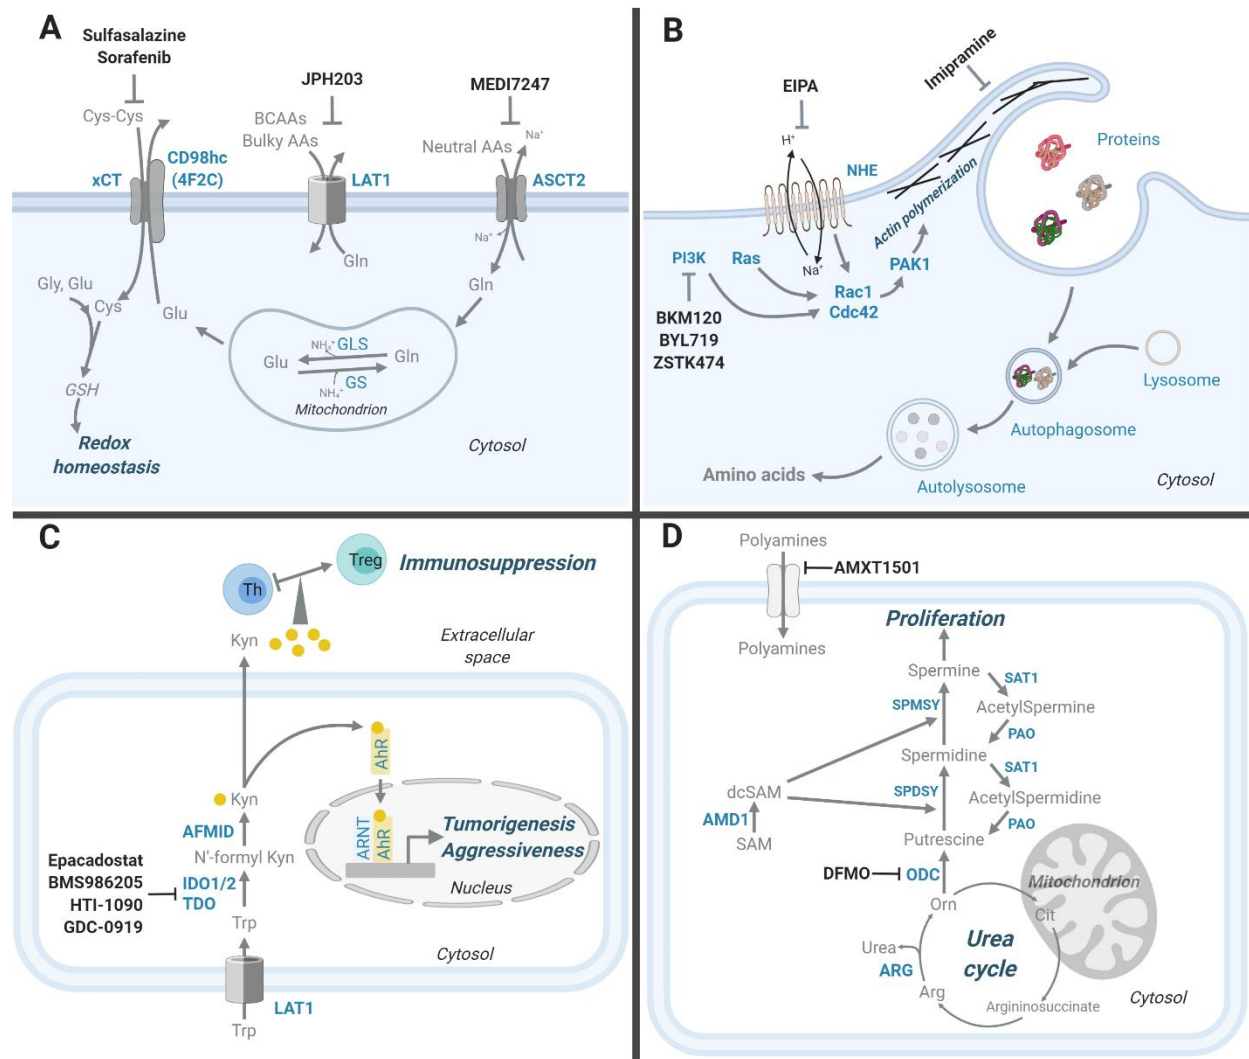 A
Sulfasalazine
Sorafenib
Cys-Cys
xCT
CD98hc
(4F2C)
JPH203
BCAAs
Bulky AAs
LAT1
Gln
MEDI7247
Neutral AAs
Na⁺
ASCT2
Na⁺
Gln
Gly, Glu
Cys
Glu
GSH
Redox
homeostasis
Glu
NH₄⁺ GLS
Gln
NH₄⁻ GS
Mitochondrion
Cytosol
B
Imipramine
EIPA
H⁺
NHE
Na⁺
Actin polymerization
Proteins
PI3K
Ras
Rac1
Cdc42
PAK1
BKM120
BYL719
ZSTK474
Lysosome
Autophagosome
Autolysosome
Amino acids
Cytosol
C
Th
Treg
Immunosuppression
Kyn
Extracellular
space
AhR
Kyn
AFMID
N'-formyl Kyn
Epacadostat
BMS986205
HTI-1090
GDC-0919
IDO1/2
TDO
Trp
ARNT
AhR
Tumorigenesis
Aggressiveness
Nucleus
Cytosol
LAT1
Trp
D
Polyamines
AMXT1501
Polyamines
Proliferation
Spermine
SAT1
SPMSY
AcetylSpermine
PAO
Spermidine
SAT1
dcSAM
SPDSY
AcetylSpermidine
AMD1
PAO
SAM
Putrescine
DFMO
ODC
Mitochondrion
Orn
Cit
Urea
cycle
Urea
ARG
Arg
Argininosuccinate
Cytosol